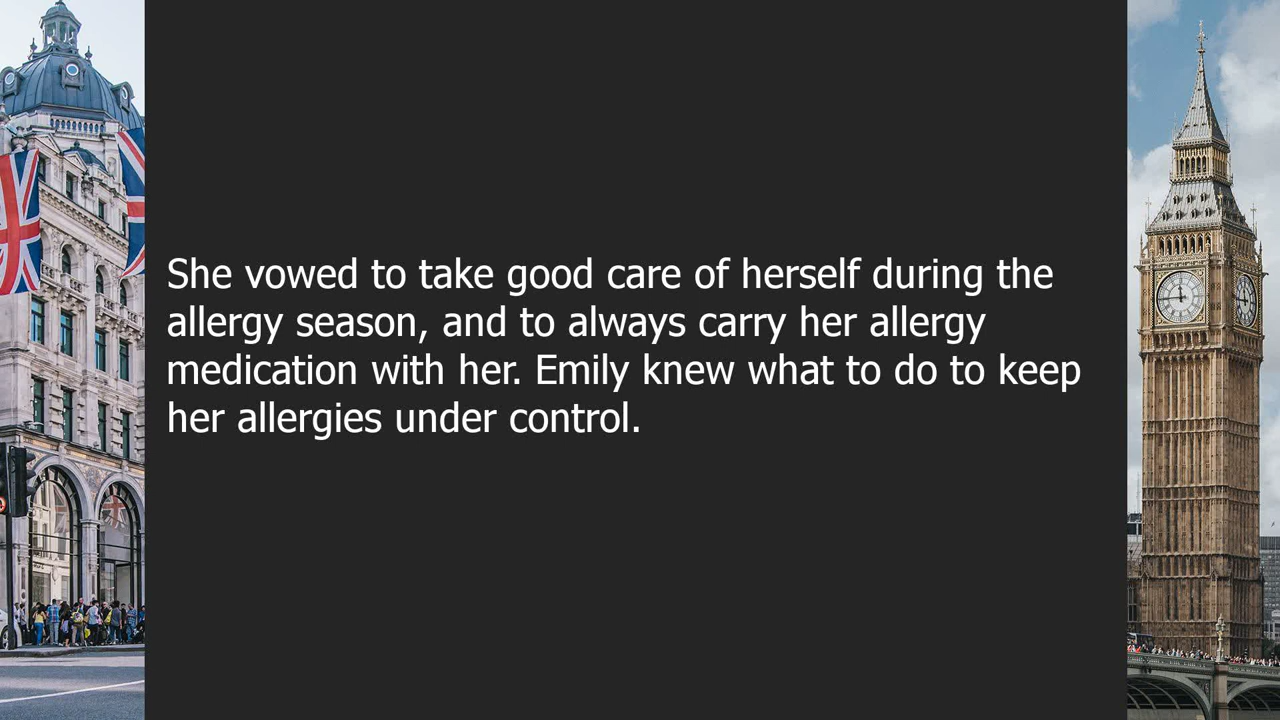 She vowed to take good care of herself during the
allergy season, and to always carry her allergy
medication with her. Emily knew what to do to keep
her allergies under control.